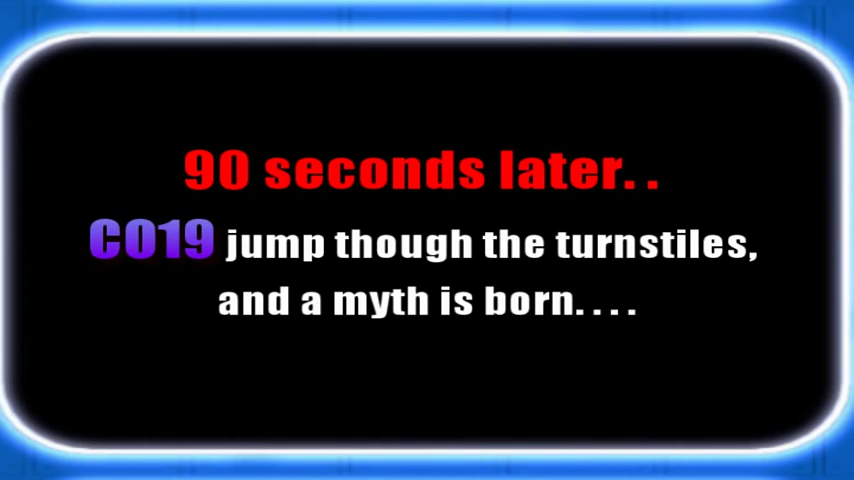 90 seconds later. .
CO19 jump though the turnstiles,
and a myth is born. . . .